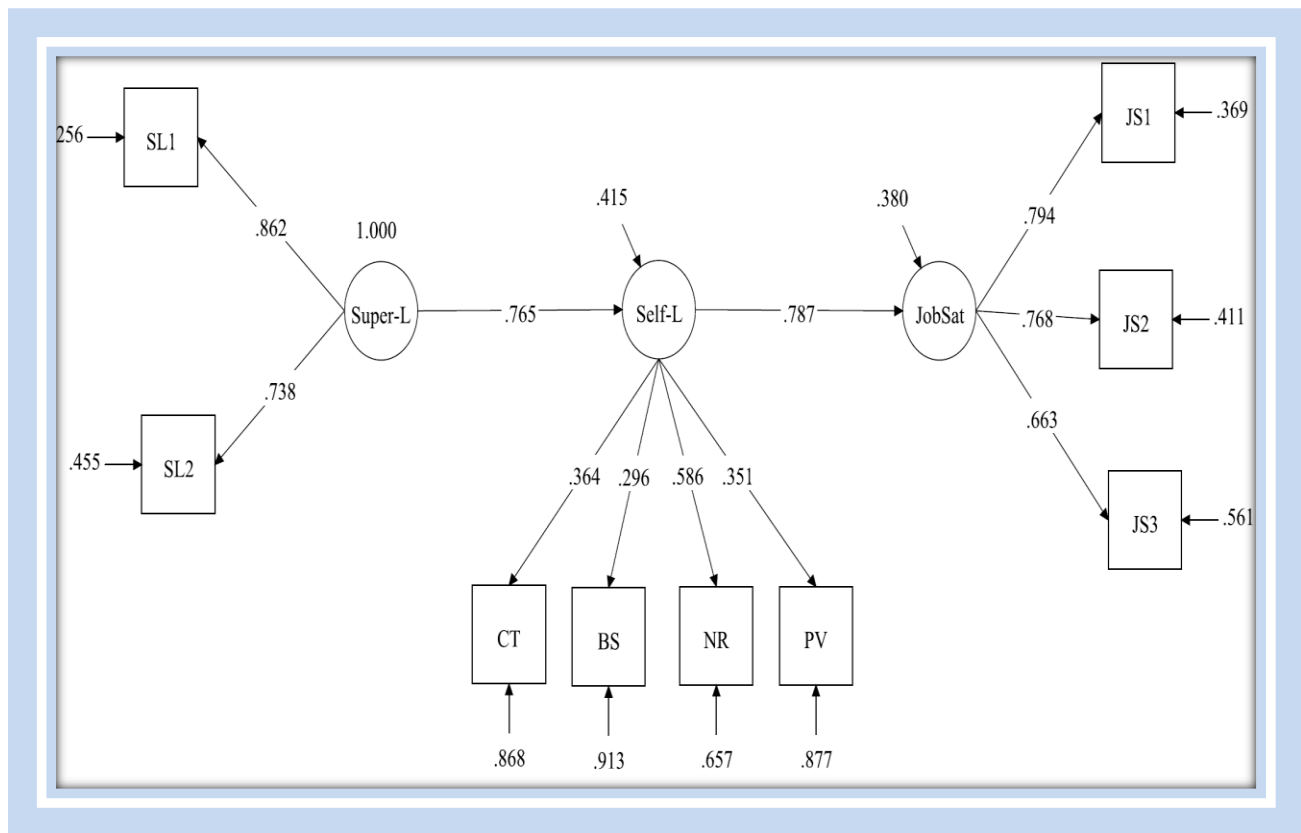 SL1
256
.862
1.000
Super-L
.738
.455
SL2
.765
.415
Self-L
.787
.380
JobSat
.794
JS1
.369
.768
JS2
.411
.663
JS3
.561
.364
.296
.586
.351
CT
BS
NR
PV
.868
.913
.657
.877